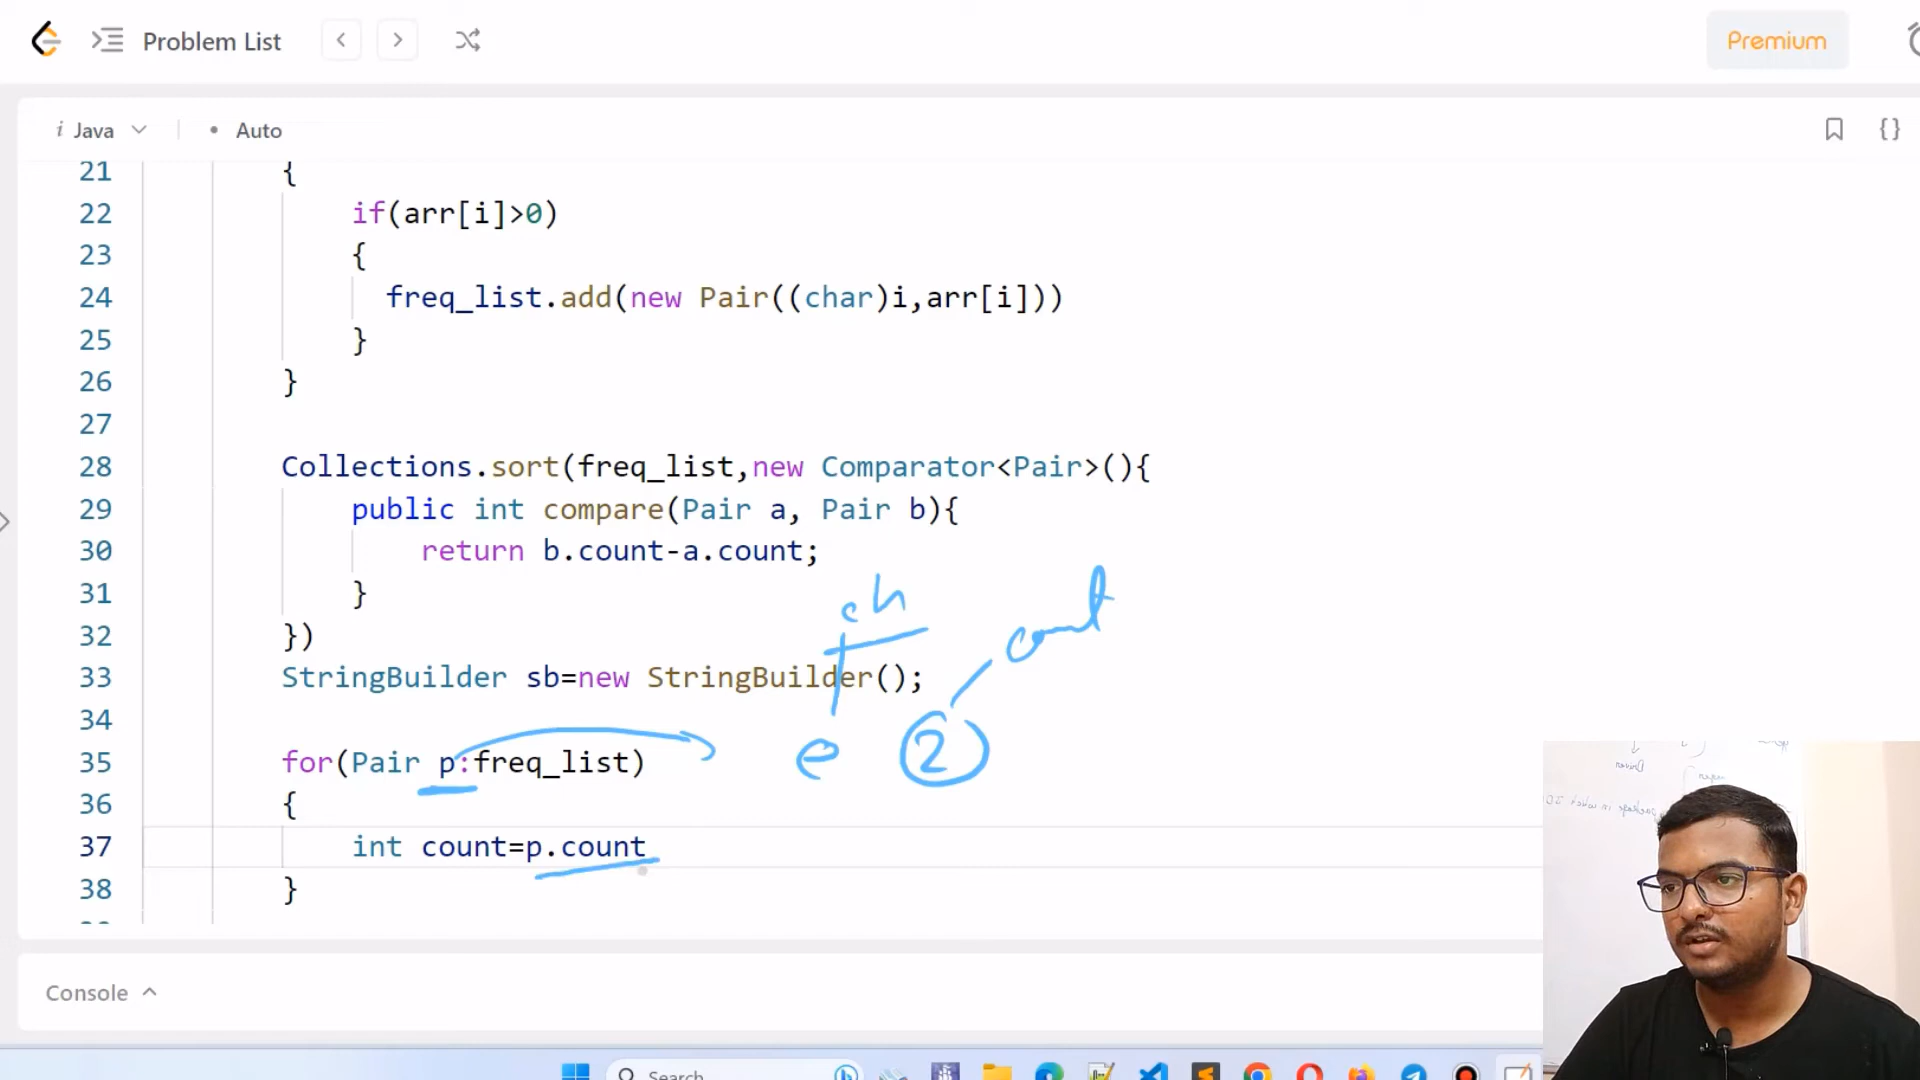 Problem List
Premium
i Java
• Auto
{}
21 {
22 if(arr[i]>0)
23 {
24 freq_list.add(new Pair((char)i,arr[i]))
25 }
26 }
27
28 Collections.sort(freq_list,new Comparator<Pair>(){
29 public int compare(Pair a, Pair b){
30 return b.count-a.count;
31 }
32 })
33 StringBuilder sb=new StringBuilder();
34
35 for(Pair p:freq_list)
36 {
37 int count=p.count
38 }
ch
count
e 2
Console
Search